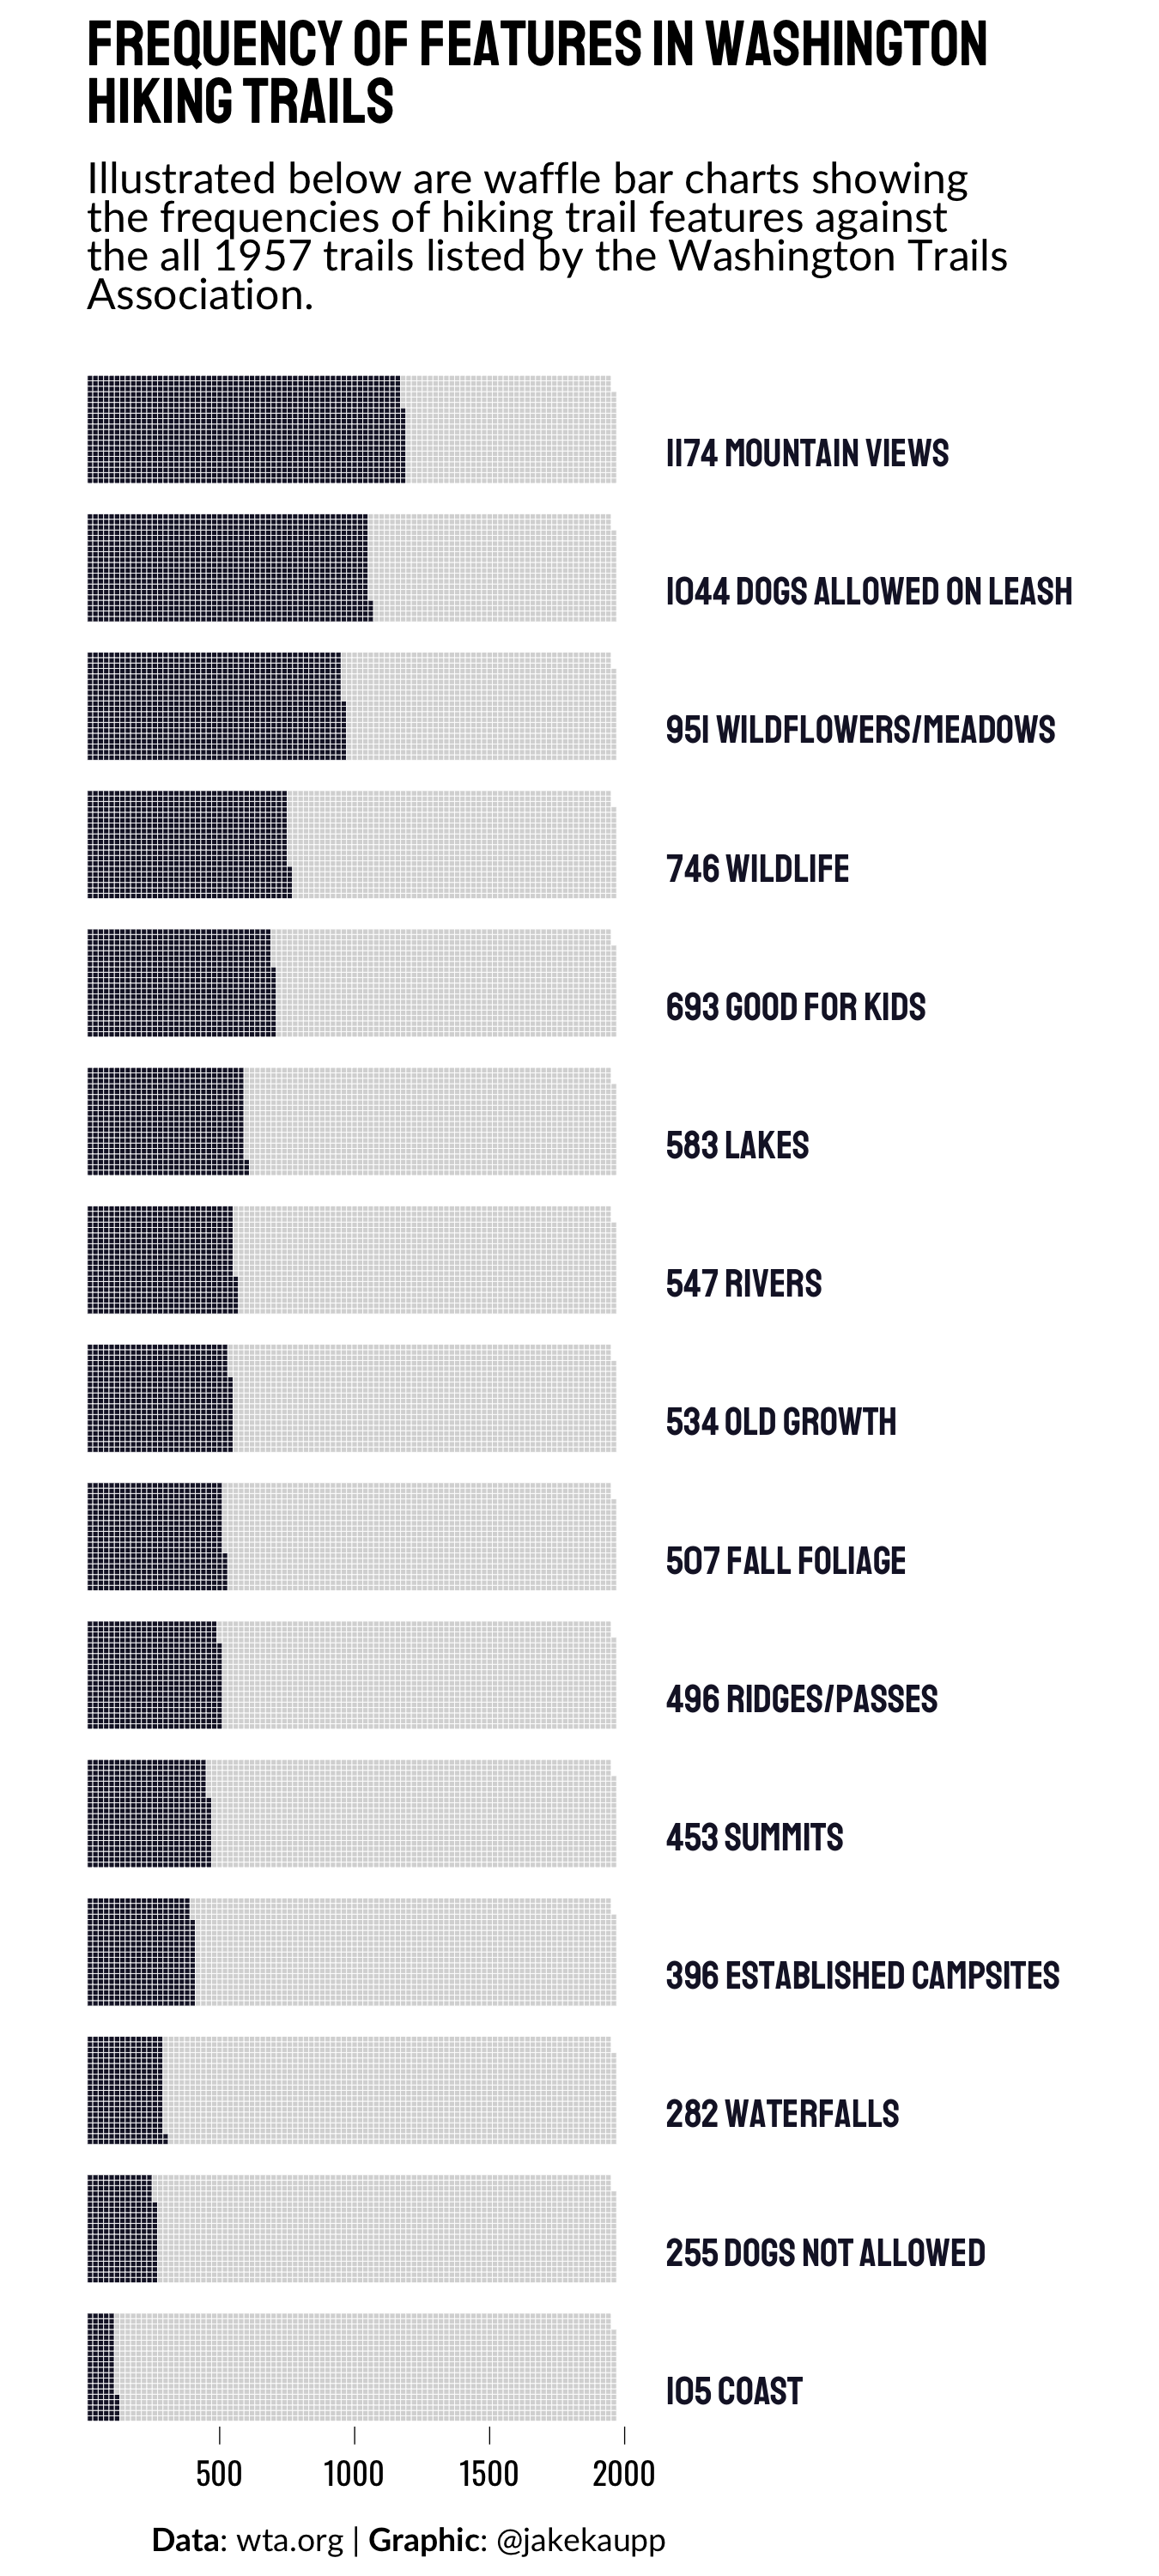 FREQUENCY OF FEATURES IN WASHINGTON
HIKING TRAILS
Illustrated below are waffle bar charts showing
the frequencies of hiking trail features against
the all 1957 trails listed by the Washington Trails
Association.
1174 MOUNTAIN VIEWS
1044 DOGS ALLOWED ON LEASH
951 WILDFLOWERS/MEADOWS
746 WILDLIFE
693 GOOD FOR KIDS
583 LAKES
547 RIVERS
534 OLD GROWTH
507 FALL FOLIAGE
496 RIDGES/PASSES
453 SUMMITS
396 ESTABLISHED CAMPSITES
282 WATERFALLS
255 DOGS NOT ALLOWED
105 COAST
500 1000 1500 2000
Data: wta.org | Graphic: @jakekaupp